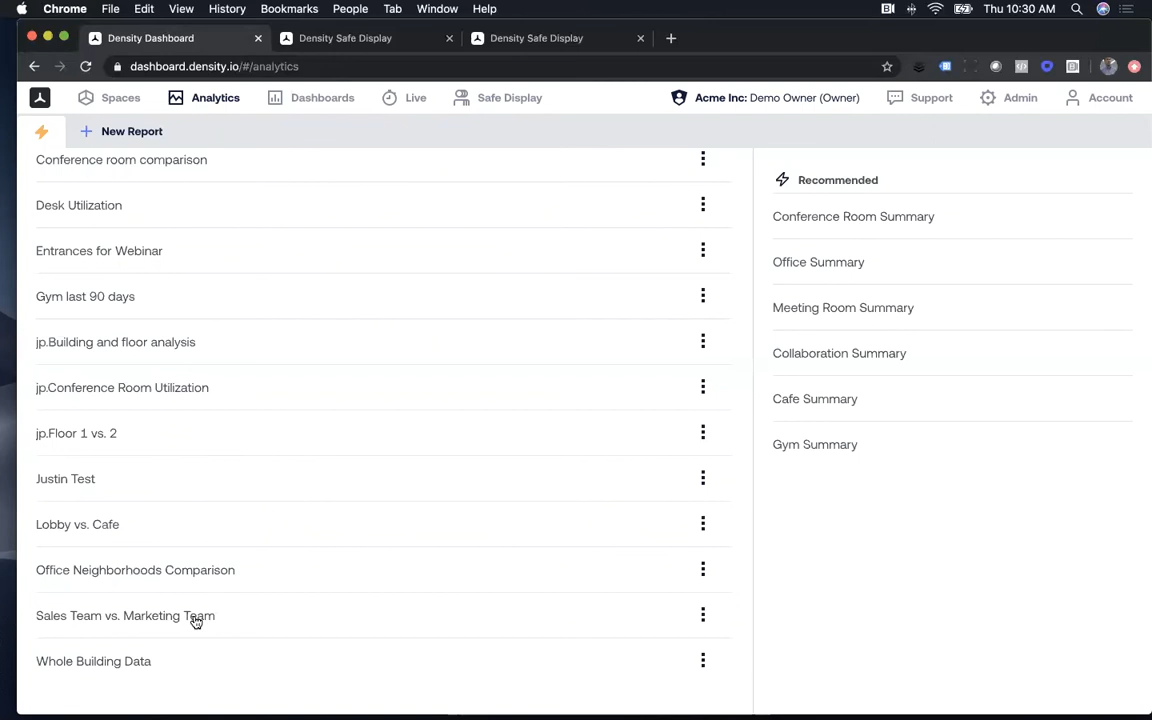 Chrome File Edit View History Bookmarks People Tab Window Help Thu 10:30 AM
Density Dashboard Density Safe Display Density Safe Display
dashboard.density.io/#/analytics
Spaces Analytics Dashboards Live Safe Display Acme Inc: Demo Owner (Owner) Support Admin Account
New Report
Conference room comparison
Desk Utilization
Entrances for Webinar
Gym last 90 days
jp.Building and floor analysis
jp.Conference Room Utilization
jp.Floor 1 vs. 2
Justin Test
Lobby vs. Cafe
Office Neighborhoods Comparison
Sales Team vs. Marketing Team
Whole Building Data
Recommended
Conference Room Summary
Office Summary
Meeting Room Summary
Collaboration Summary
Cafe Summary
Gym Summary